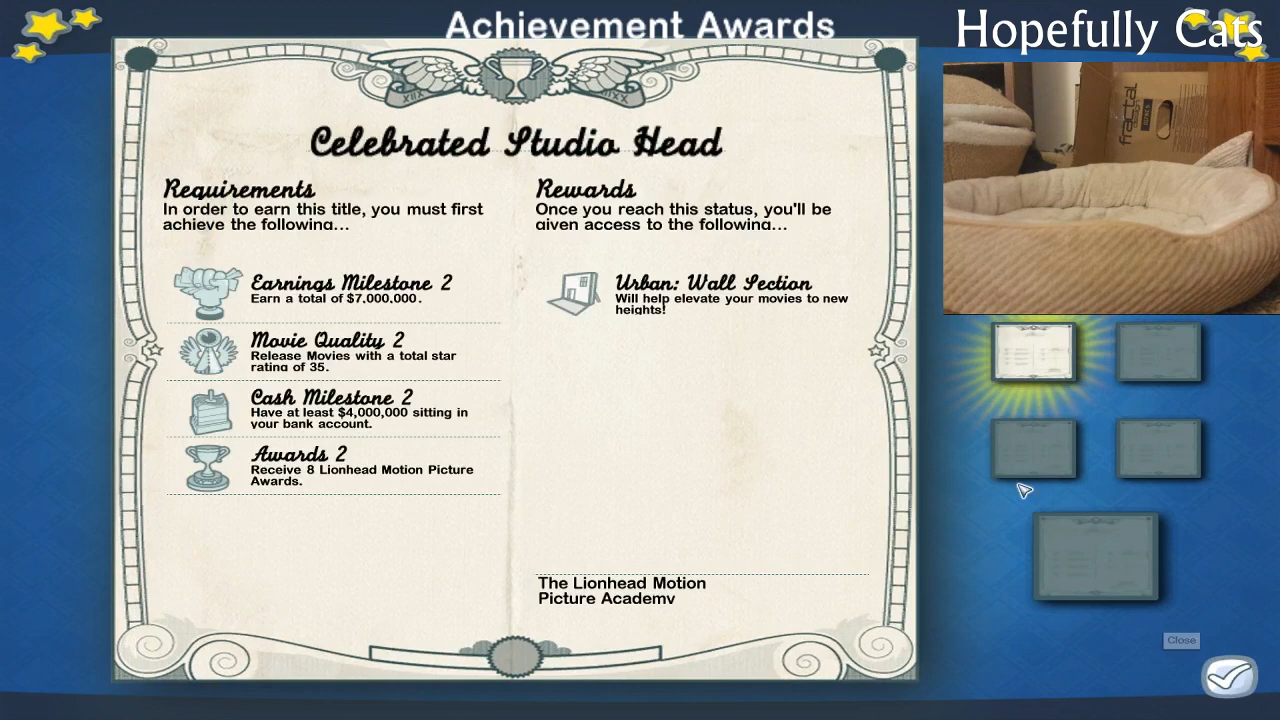 Achievement Awards
Hopefully Cats
Celebrated Studio Head
Requirements
In order to earn this title, you must first
achieve the following...
Earnings Milestone 2
Earn a total of $7,000,000.
Movie Quality 2
Release Movies with a total star
rating of 35.
Cash Milestone 2
Have at least $4,000,000 sitting in
your bank account.
Awards 2
Receive 8 Lionhead Motion Picture
Awards.
Rewards
Once you reach this status, you'll be
given access to the following...
Urban: Wall Section
Will help elevate your movies to new
heights!
The Lionhead Motion
Picture Academy
fractal
Close